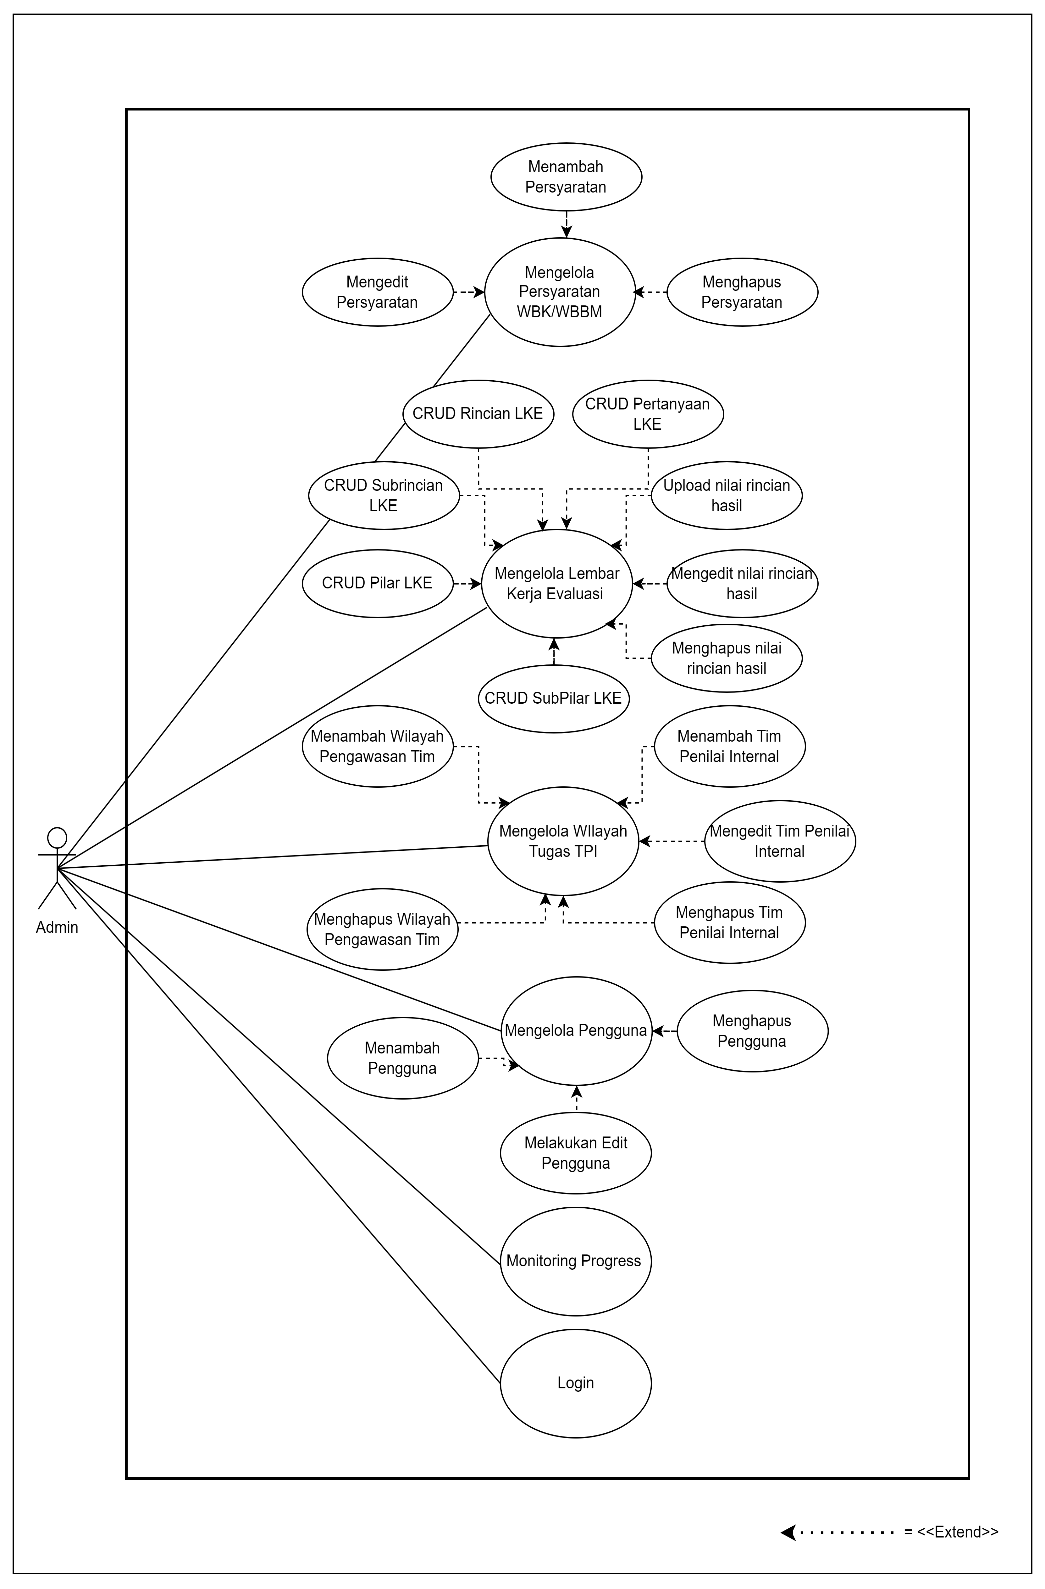 Menambah
Persyaratan
Mengedit
Persyaratan
Mengelola
Persyaratan
WBK/WBBM
Menghapus
Persyaratan
CRUD Rincian LKE
CRUD Pertanyaan
LKE
CRUD Subrincian
LKE
Upload nilai rincian
hasil
CRUD Pilar LKE
Mengelola Lembar
Kerja Evaluasi
Mengedit nilai rincian
hasil
Menghapus nilai
rincian hasil
CRUD SubPilar LKE
Menambah Wilayah
Pengawasan Tim
Menambah Tim
Penilai Internal
Mengelola WIlayah
Tugas TPI
Mengedit Tim Penilai
Internal
Admin
Menghapus Wilayah
Pengawasan Tim
Menghapus Tim
Penilai Internal
Mengelola Pengguna
Menghapus
Pengguna
Menambah
Pengguna
Melakukan Edit
Pengguna
Monitoring Progress
Login
= <<Extend>>